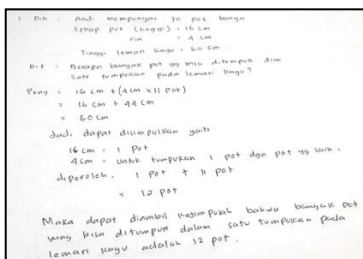 1. Dik : Andi mempunyai 70 pot bunga
Setiap pot (tinggi) = 16 cm
= 4 cm
Tinggi lemari kayu = 60 cm
D.t : Berapa banyak pot yg bisa ditumpuk dlm
satu tumpukan pada lemari kayu?
Peny = 16 cm + (4 cm x 11 pot)
= 16 cm + 44 cm
= 60 cm
Jadi dapat disimpulkan yaitu
16 cm = 1 pot
4 cm = untuk tumpukan 1 pot dgn pot yg lain.
diperoleh. 1 pot + 11 pot
= 12 pot
Maka dapat diambil kesimpulan bahwa banyak pot
yang bisa ditumpuk dalam satu tumpukan pada
lemari kayu adalah 12 pot.